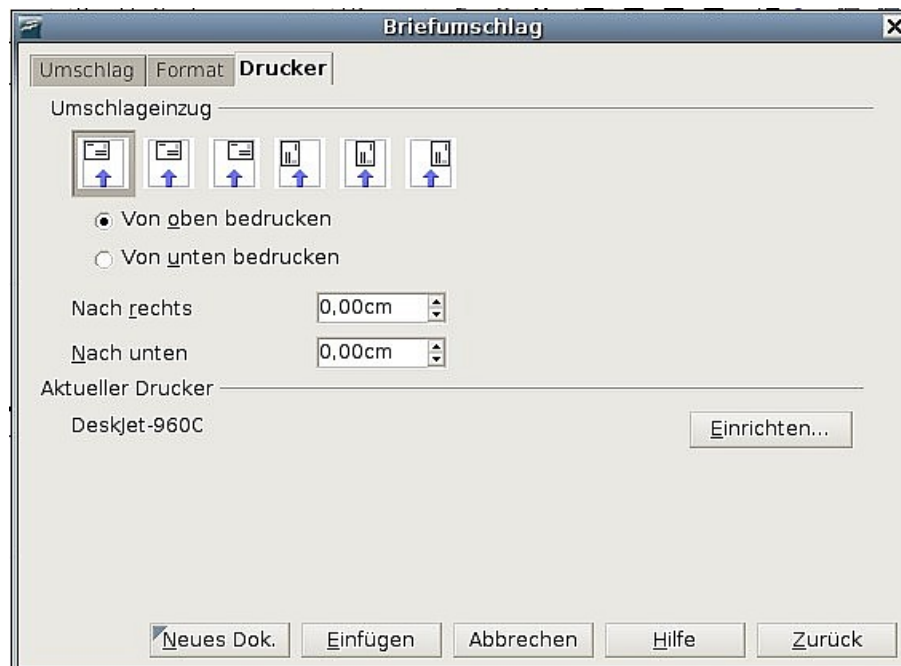 Briefumschlag
Umschlag Format Drucker
Umschlageinzug
Von oben bedrucken
Von unten bedrucken
Nach rechts 0,00cm
Nach unten 0,00cm
Aktueller Drucker
DeskJet-960C Einrichten...
Neues Dok. Einfügen Abbrechen Hilfe Zurück